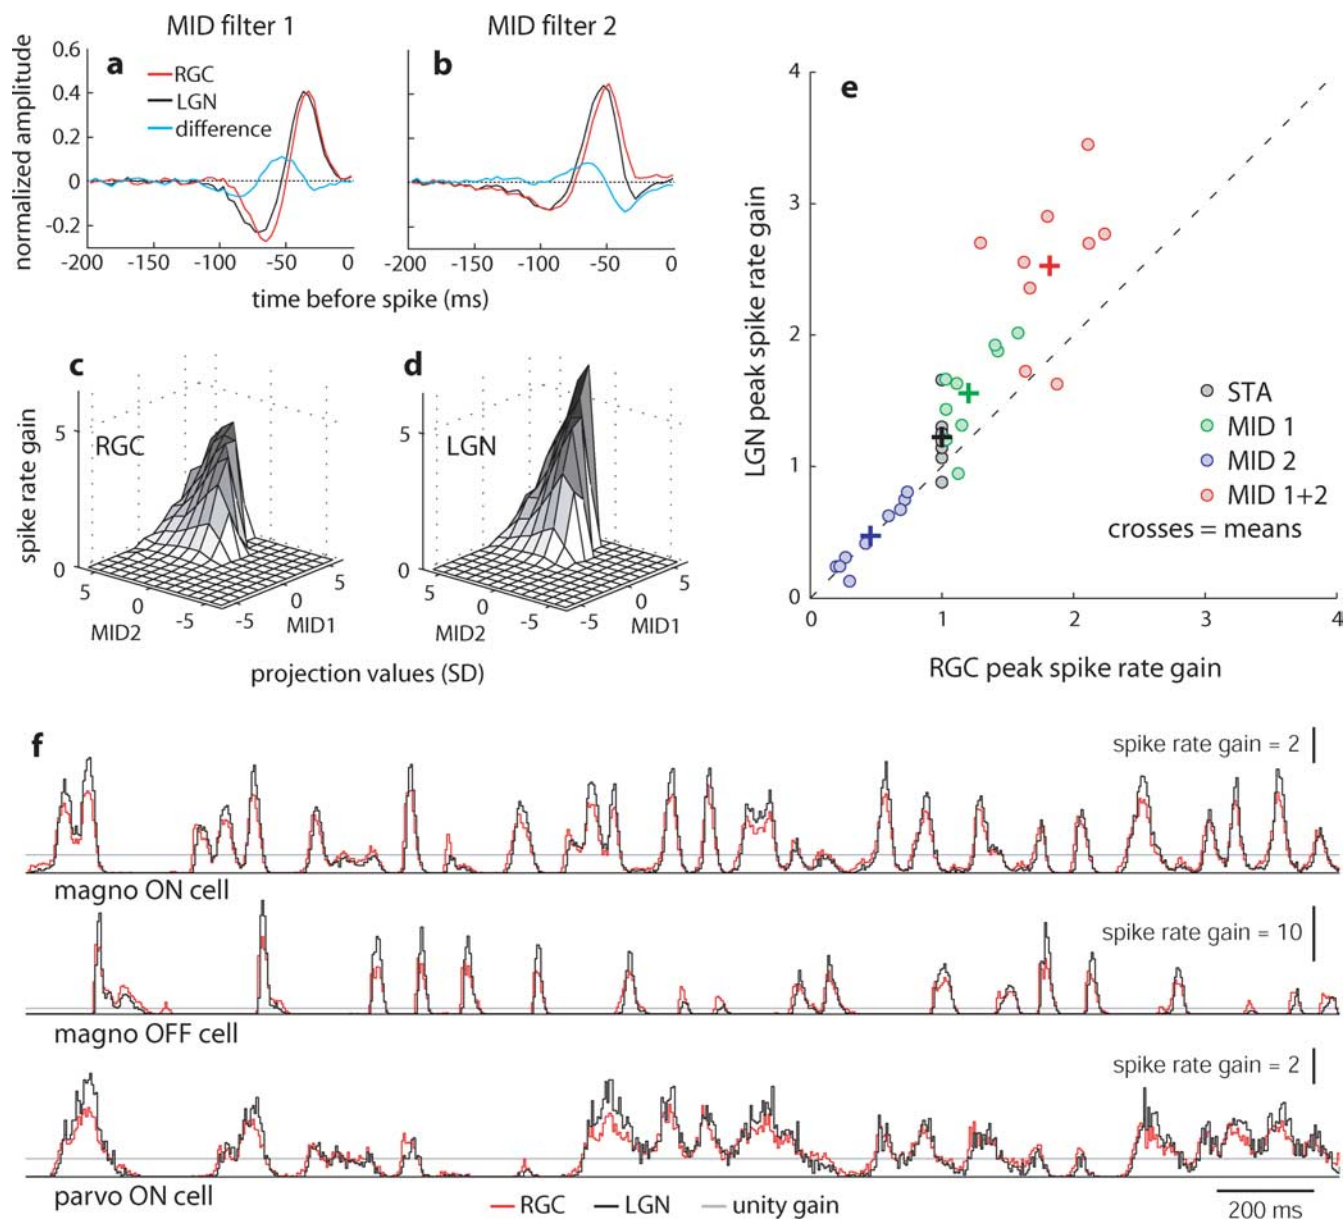 MID filter 1
MID filter 2
a
RGC
LGN
difference
b
normalized amplitude
0.6
0.4
0.2
0
-0.2
-200 -150 -100 -50 0
-200 -150 -100 -50 0
time before spike (ms)
c
RGC
spike rate gain
5
0
5 0 -5
MID2
-5 0 5
MID1
d
LGN
5
0
5 0 -5
MID2
-5 0 5
MID1
projection values (SD)
e
LGN peak spike rate gain
4
3
2
1
0
0 1 2 3 4
RGC peak spike rate gain
STA
MID 1
MID 2
MID 1+2
crosses = means
f
spike rate gain = 2
magno ON cell
spike rate gain = 10
magno OFF cell
spike rate gain = 2
parvo ON cell
RGC LGN unity gain
200 ms